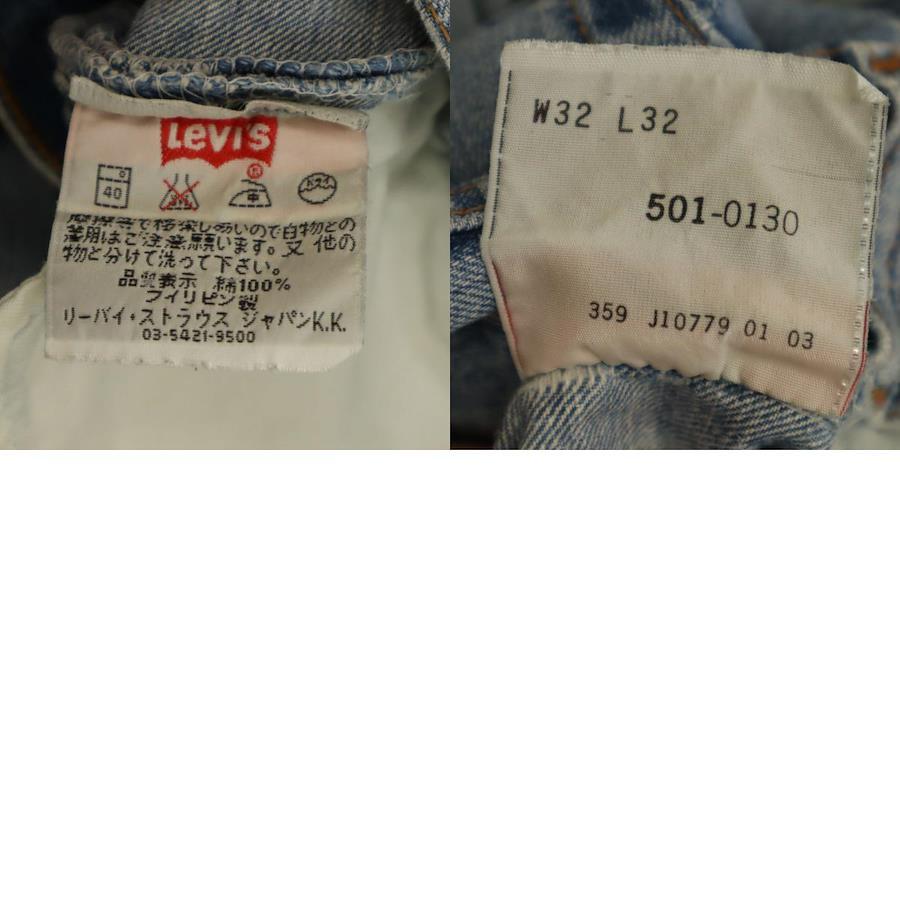 Levi's
R
40
ドライ
中
摩擦等で移染しあいので白物との
着用はご注意願います。又 他の
物と分けて洗って下さい。
品質表示 綿100%
フィリピン製
リーバイ・ストラウス ジャパンK.K.
03-5421-9500
W32 L32
501-0130
359 J10779 01 03